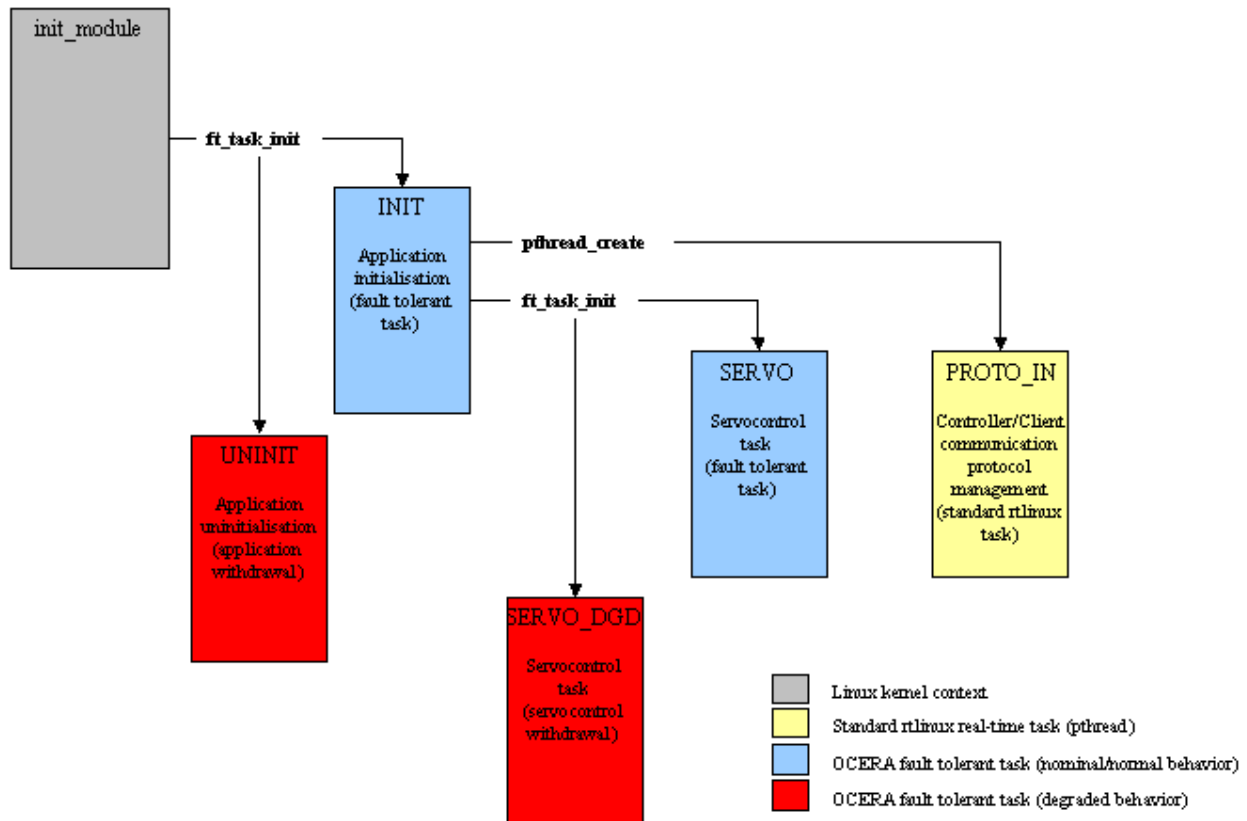 init_module
ft_task_init
INIT
Application
initialisation
(fault tolerant
task)
pthread_create
ft_task_init
UNINIT
Application
uninitialisation
(application
withdrawal)
SERVO
Servocontrol
task
(fault tolerant
task)
PROTO_IN
Controller/Client
communication
protocol
management
(standard rtlinux
task)
SERVO_DGD
Servocontrol
task
(servocontrol
withdrawal)
Linux kernel context
Standard rtlinux real-time task (pthread)
OCERA fault tolerant task (nominal/normal behavior)
OCERA fault tolerant task (degraded behavior)